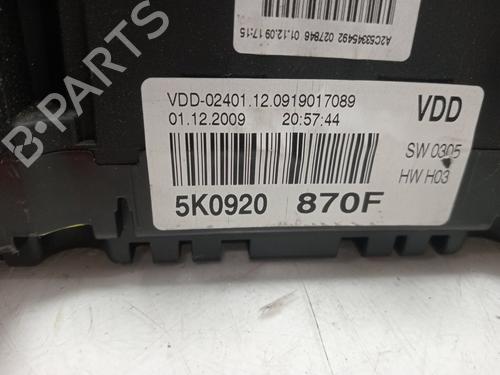 A2C53345492 027846 01.12.09 17:15
VDD-02401.12.0919017089
VDD
01.12.2009 20:57:44
SW 0305
HW H03
5K0920 870F
B-PARTS